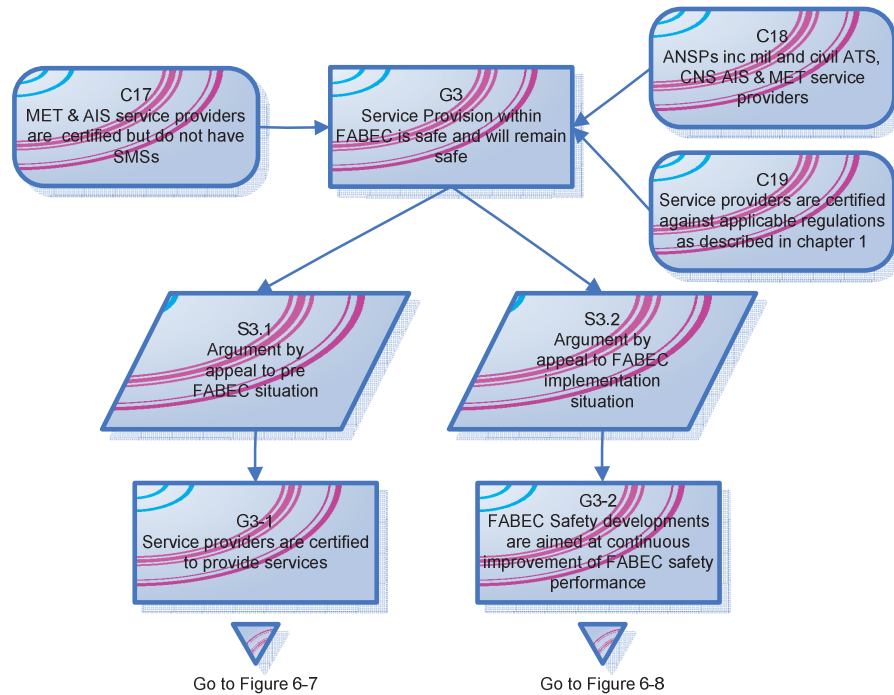 C17
MET & AIS service providers
are certified but do not have
SMSs
G3
Service Provision within
FABEC is safe and will remain
safe
C18
ANSPs inc mil and civil ATS,
CNS AIS & MET service
providers
C19
Service providers are certified
against applicable regulations
as described in chapter 1
S3.1
Argument by
appeal to pre
FABEC situation
S3.2
Argument by
appeal to FABEC
implementation
situation
G3-1
Service providers are certified
to provide services
G3-2
FABEC Safety developments
are aimed at continuous
improvement of FABEC safety
performance
Go to Figure 6-7
Go to Figure 6-8